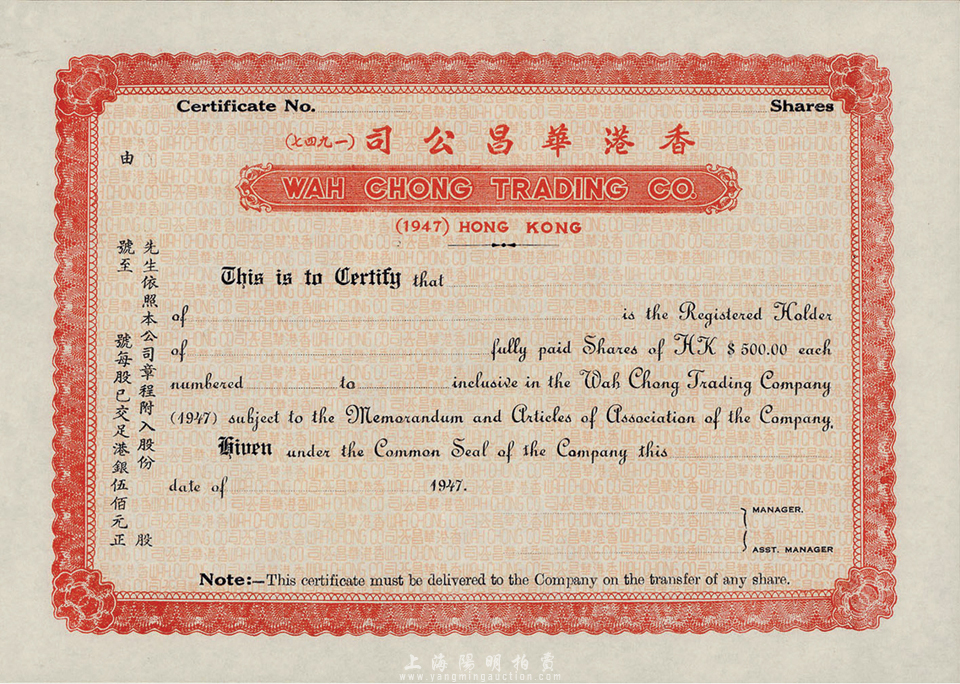 Certificate No. Shares
香港華昌公司(一九四七)
WAH CHONG TRADING CO.
(1947) HONG KONG
This is to Certify that
of is the Registered Holder
of fully paid Shares of HK $500.00 each
numbered to inclusive in the Wah Chong Trading Company
(1947) subject to the Memorandum and Articles of Association of the Company,
Given under the Common Seal of the Company this
date of 1947.
MANAGER.
ASST. MANAGER
Note:—This certificate must be delivered to the Company on the transfer of any share.
先生依照本公司章程附入股份 股
由 號至 號每股已交足港銀伍佰元正
上海陽明拍賣
www.yangmingauction.com